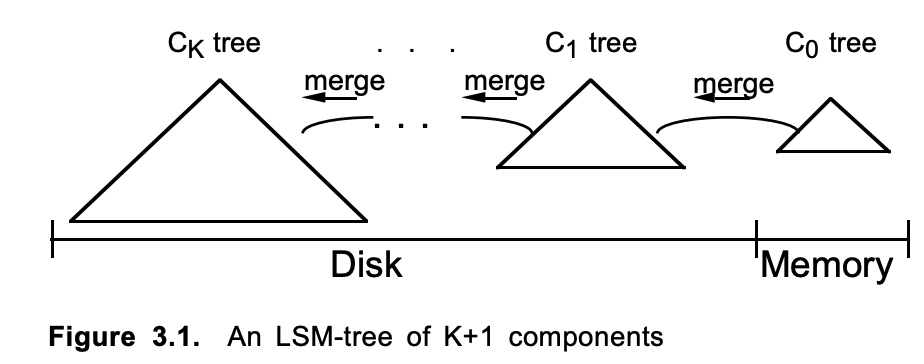 C_K tree . . . C_1 tree C_0 tree
merge merge merge
. . .
Disk Memory
Figure 3.1. An LSM-tree of K+1 components